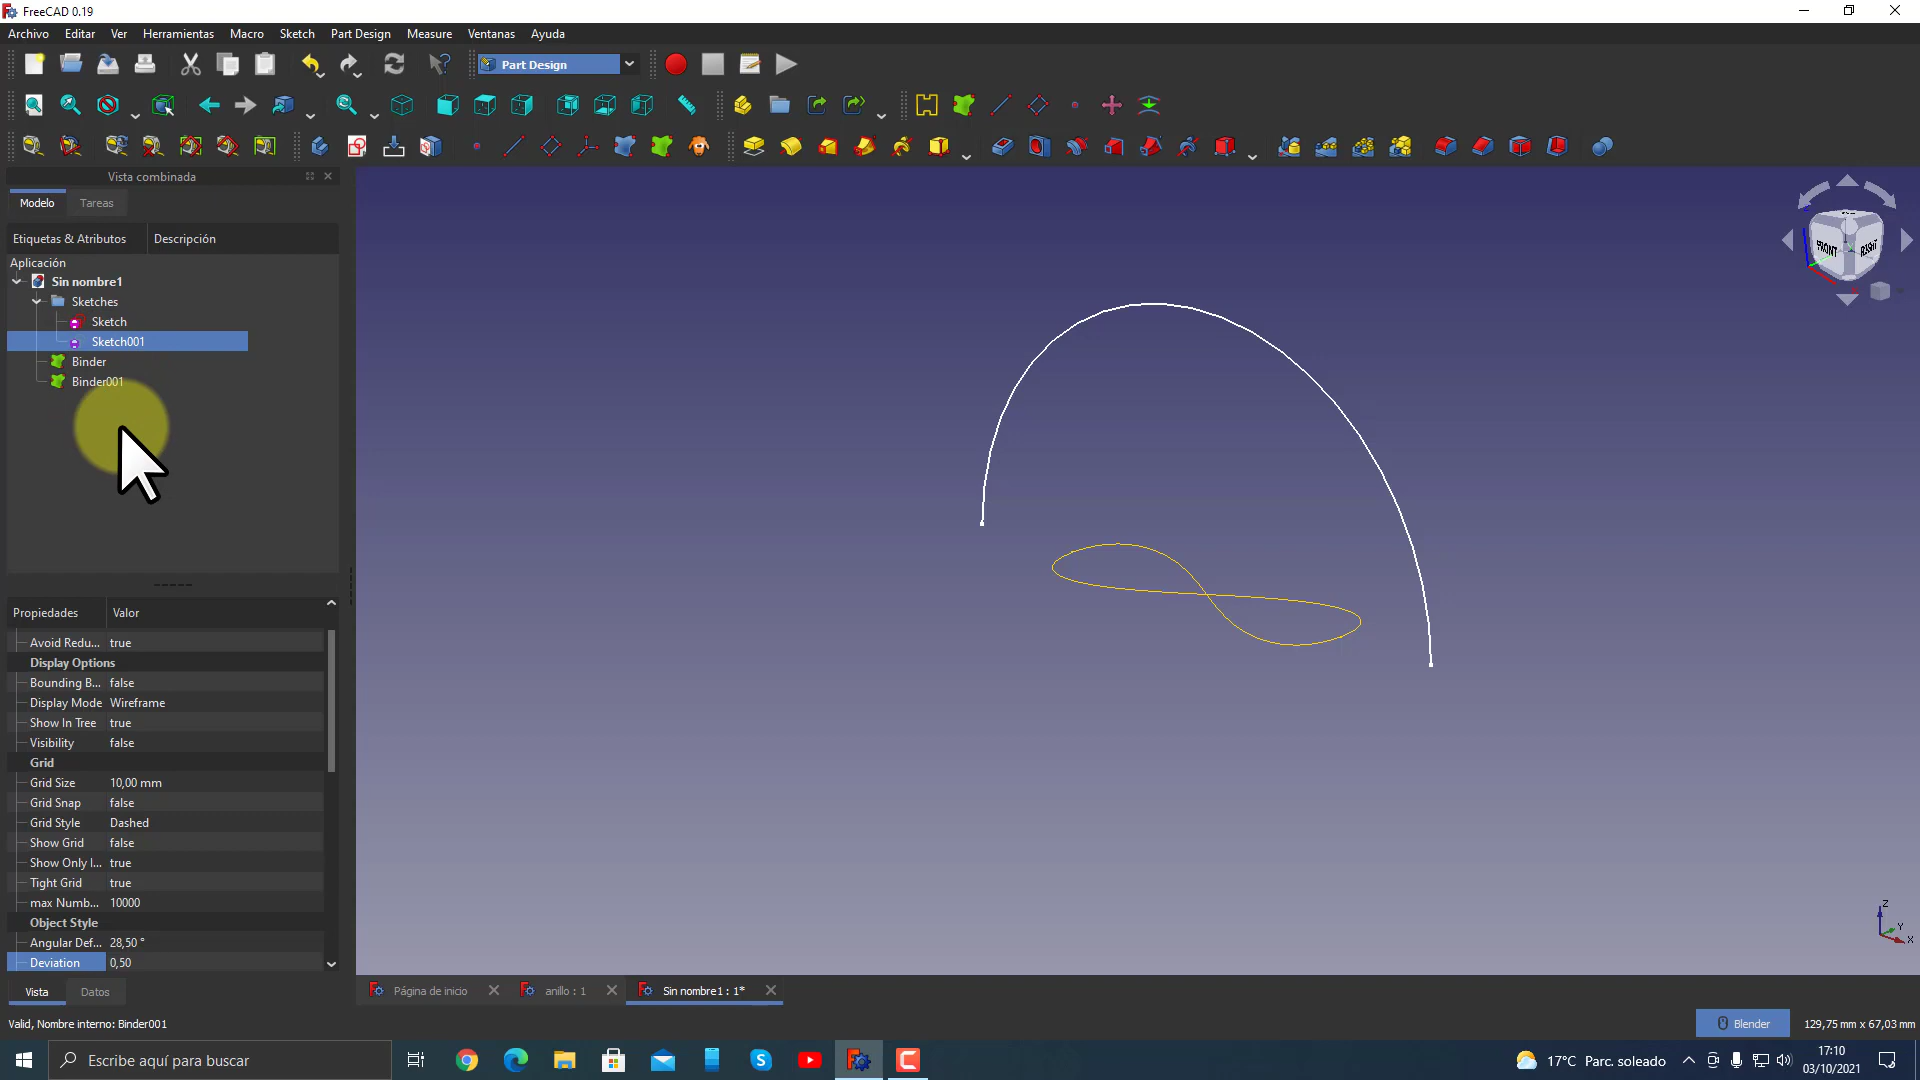 FreeCAD 0.19
Archivo Editar Ver Herramientas Macro Sketch Part Design Measure Ventanas Ayuda
Part Design
Vista combinada
Modelo Tareas
Etiquetas & Atributos Descripción
Aplicación
Sin nombre1
Sketches
Sketch
Sketch001
Binder
Binder001
FRONT RIGHT
Propiedades Valor
Avoid Redu... true
Display Options
Bounding B... false
Display Mode Wireframe
Show In Tree true
Visibility false
Grid
Grid Size 10,00 mm
Grid Snap false
Grid Style Dashed
Show Grid false
Show Only I... true
Tight Grid true
max Numb... 10000
Object Style
Angular Def... 28,50 °
Deviation 0,50
Z
Y
X
Vista Datos
Página de inicio anillo : 1 Sin nombre1 : 1*
Valid, Nombre interno: Binder001
Blender 129,75 mm x 67,03 mm
Escribe aquí para buscar
17°C Parc. soleado
17:10
03/10/2021